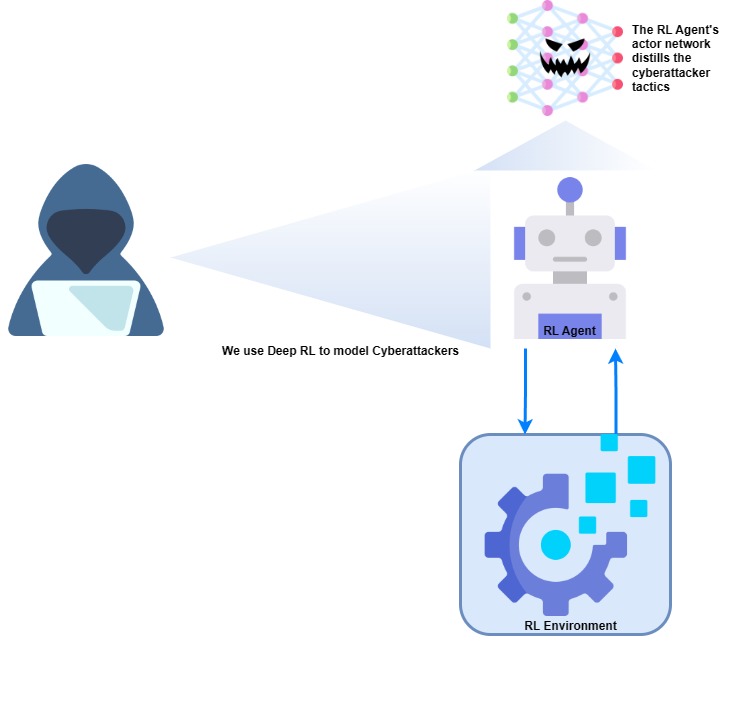 The RL Agent's
actor network
distills the
cyberattacker
tactics
RL Agent
We use Deep RL to model Cyberattackers
RL Environment